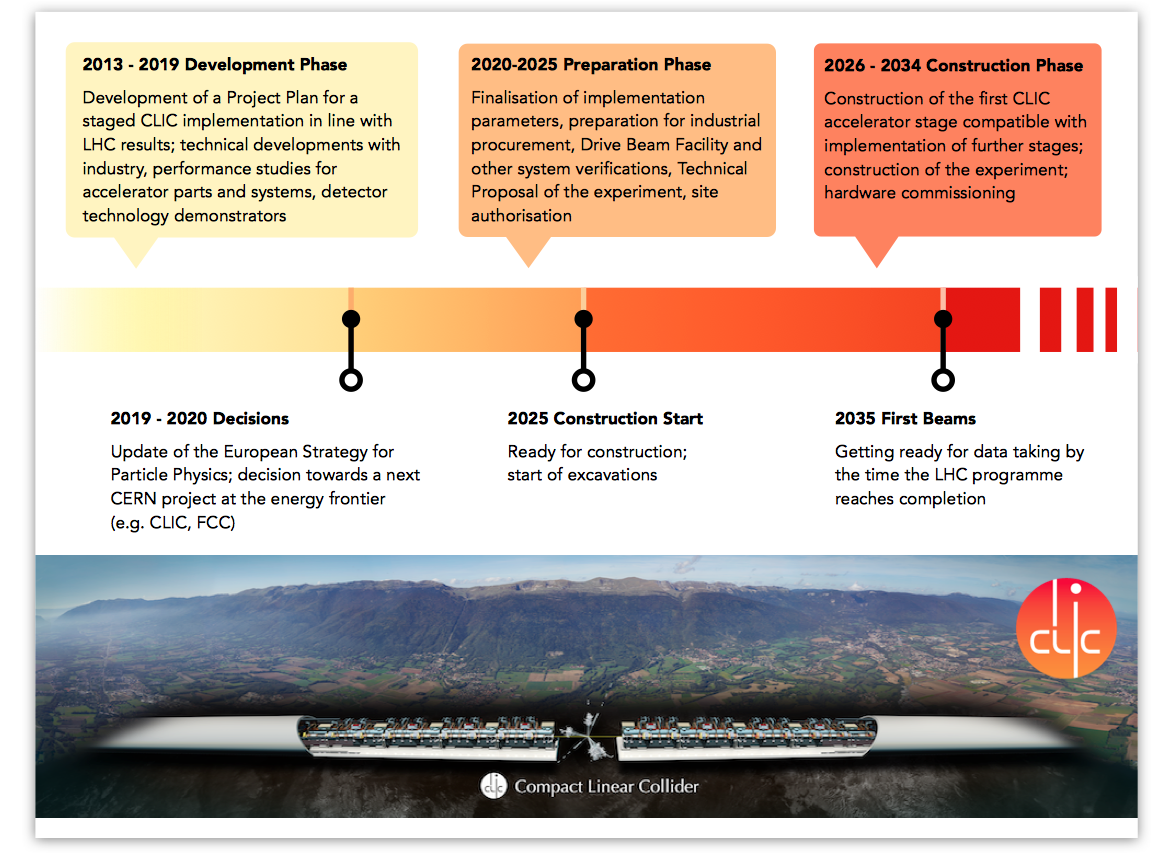 2013 - 2019 Development Phase
Development of a Project Plan for a
staged CLIC implementation in line with
LHC results; technical developments with
industry, performance studies for
accelerator parts and systems, detector
technology demonstrators
2020-2025 Preparation Phase
Finalisation of implementation
parameters, preparation for industrial
procurement, Drive Beam Facility and
other system verifications, Technical
Proposal of the experiment, site
authorisation
2026 - 2034 Construction Phase
Construction of the first CLIC
accelerator stage compatible with
implementation of further stages;
construction of the experiment;
hardware commissioning
2019 - 2020 Decisions
Update of the European Strategy for
Particle Physics; decision towards a next
CERN project at the energy frontier
(e.g. CLIC, FCC)
2025 Construction Start
Ready for construction;
start of excavations
2035 First Beams
Getting ready for data taking by
the time the LHC programme
reaches completion
clic
clic Compact Linear Collider